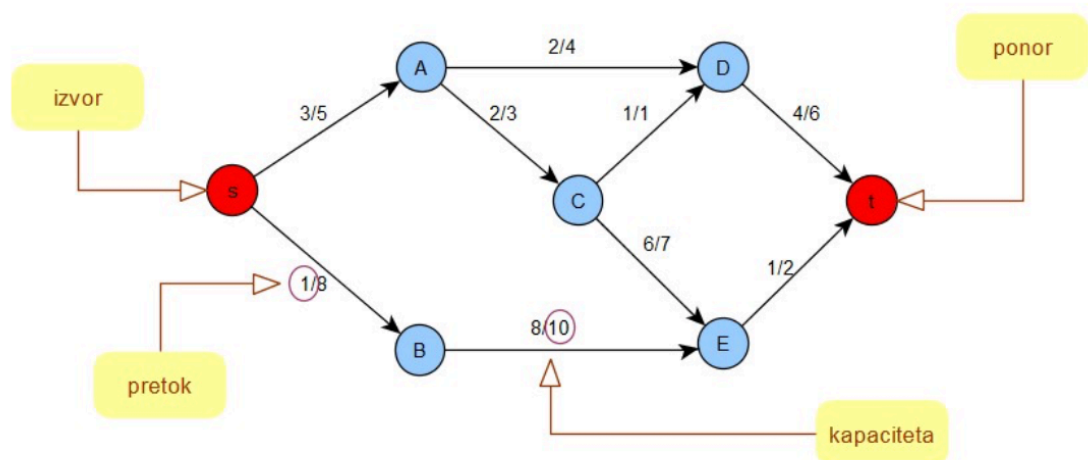 izvor
ponor
A
2/4
D
3/5
2/3
1/1
4/6
s
C
t
6/7
1/2
1/8
8/10
B
E
pretok
kapaciteta